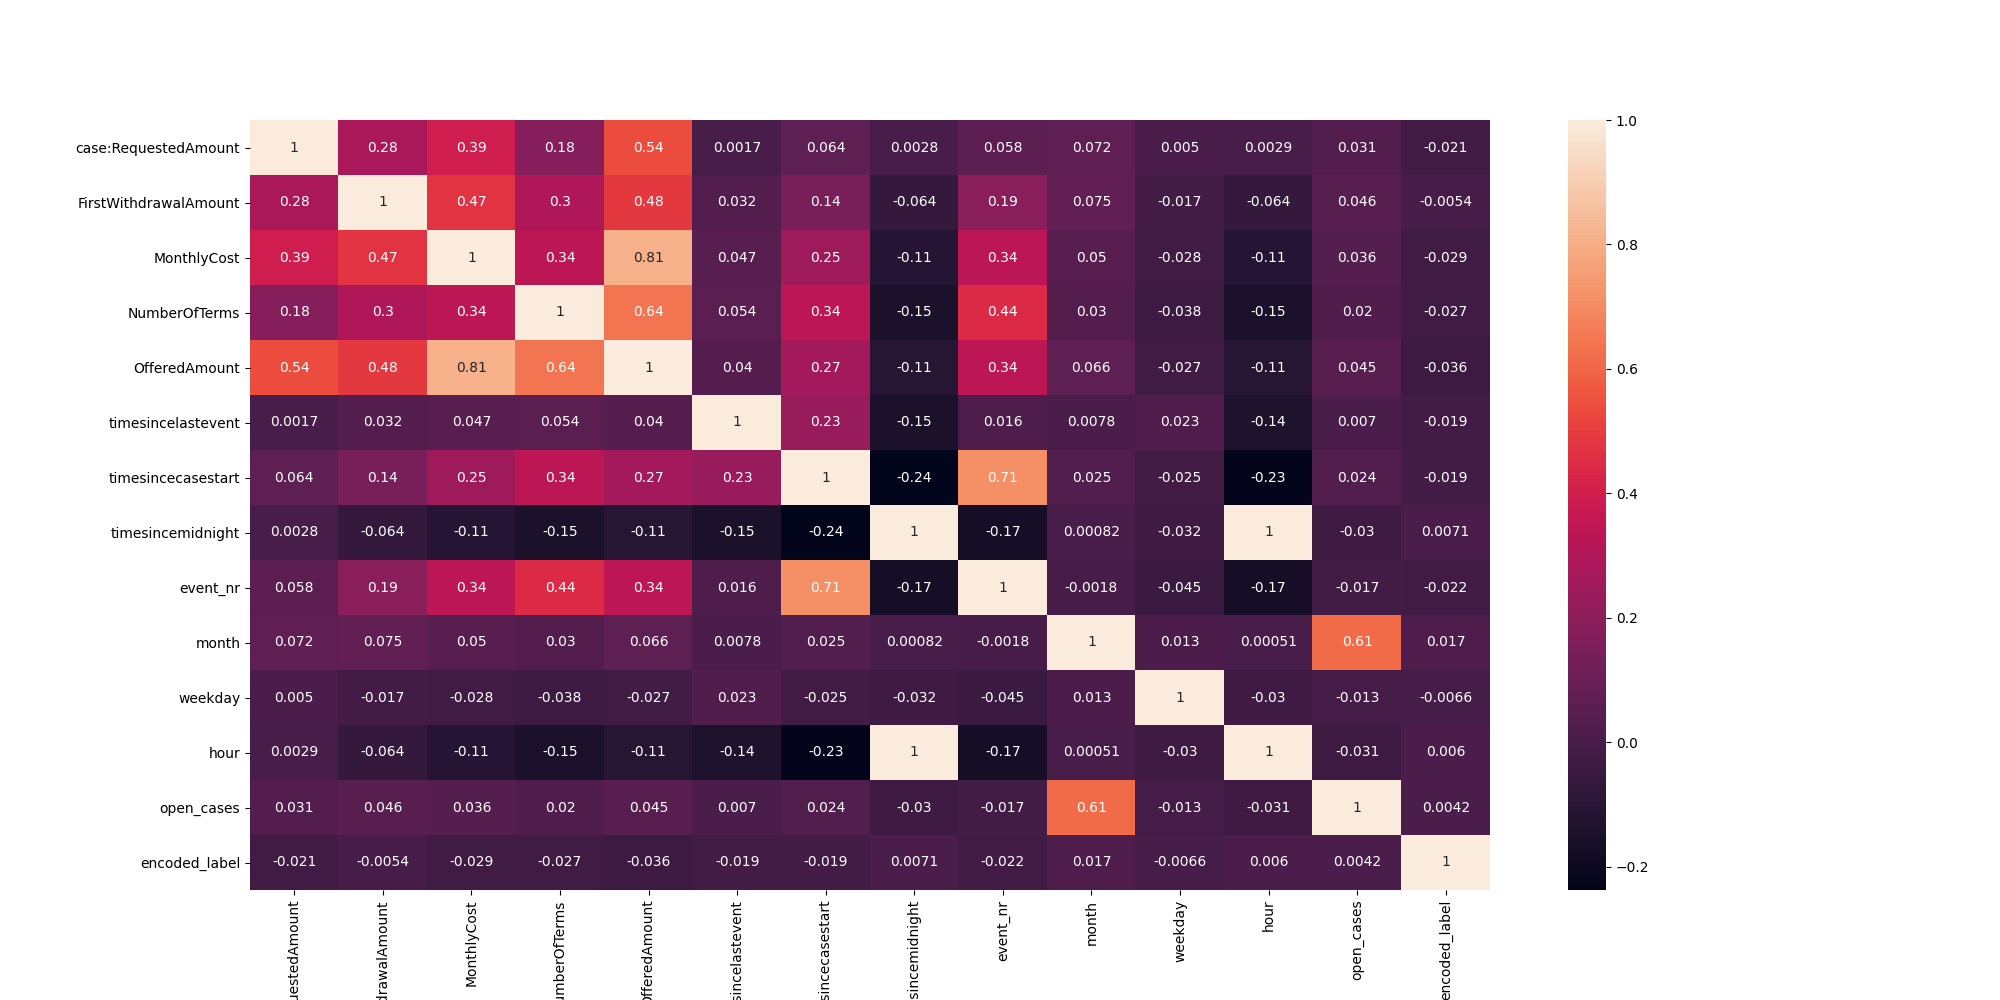 case:RequestedAmount 1 0.28 0.39 0.18 0.54 0.0017 0.064 0.0028 0.058 0.072 0.005 0.0029 0.031 -0.021
FirstWithdrawalAmount 0.28 1 0.47 0.3 0.48 0.032 0.14 -0.064 0.19 0.075 -0.017 -0.064 0.046 -0.0054
MonthlyCost 0.39 0.47 1 0.34 0.81 0.047 0.25 -0.11 0.34 0.05 -0.028 -0.11 0.036 -0.029
NumberOfTerms 0.18 0.3 0.34 1 0.64 0.054 0.34 -0.15 0.44 0.03 -0.038 -0.15 0.02 -0.027
OfferedAmount 0.54 0.48 0.81 0.64 1 0.04 0.27 -0.11 0.34 0.066 -0.027 -0.11 0.045 -0.036
timesincelastevent 0.0017 0.032 0.047 0.054 0.04 1 0.23 -0.15 0.016 0.0078 0.023 -0.14 0.007 -0.019
timesincecasestart 0.064 0.14 0.25 0.34 0.27 0.23 1 -0.24 0.71 0.025 -0.025 -0.23 0.024 -0.019
timesincemidnight 0.0028 -0.064 -0.11 -0.15 -0.11 -0.15 -0.24 1 -0.17 0.00082 -0.032 1 -0.03 0.0071
event_nr 0.058 0.19 0.34 0.44 0.34 0.016 0.71 -0.17 1 -0.0018 -0.045 -0.17 -0.017 -0.022
month 0.072 0.075 0.05 0.03 0.066 0.0078 0.025 0.00082 -0.0018 1 0.013 0.00051 0.61 0.017
weekday 0.005 -0.017 -0.028 -0.038 -0.027 0.023 -0.025 -0.032 -0.045 0.013 1 -0.03 -0.013 -0.0066
hour 0.0029 -0.064 -0.11 -0.15 -0.11 -0.14 -0.23 1 -0.17 0.00051 -0.03 1 -0.031 0.006
open_cases 0.031 0.046 0.036 0.02 0.045 0.007 0.024 -0.03 -0.017 0.61 -0.013 -0.031 1 0.0042
encoded_label -0.021 -0.0054 -0.029 -0.027 -0.036 -0.019 -0.019 0.0071 -0.022 0.017 -0.0066 0.006 0.0042 1
uestedAmount
drawalAmount
MonthlyCost
umberOfTerms
OfferedAmount
sincelastevent
sincecasestart
sincemidnight
event_nr
month
weekday
hour
open_cases
encoded_label
1.0
0.8
0.6
0.4
0.2
0.0
−0.2